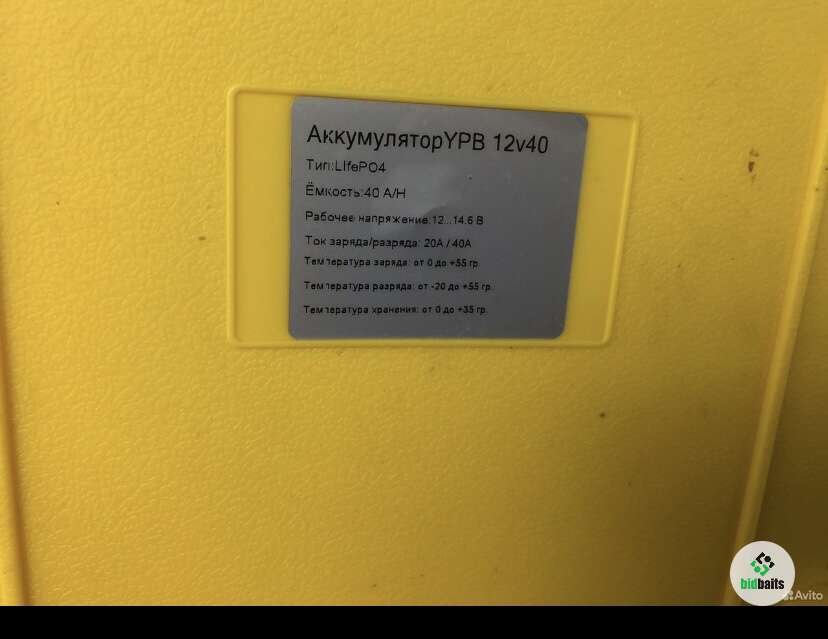 АккумуляторYPB 12v40
Тип:LIfePO4
Ёмкость:40 А/Н
Рабочее напряжение:12...14.6 В
Ток заряда/разряда: 20А / 40А
Температура заряда: от 0 до +55 гр.
Температура разряда: от -20 до +55 гр.
Температура хранения: от 0 до +35 гр.
bidbaits
Avito